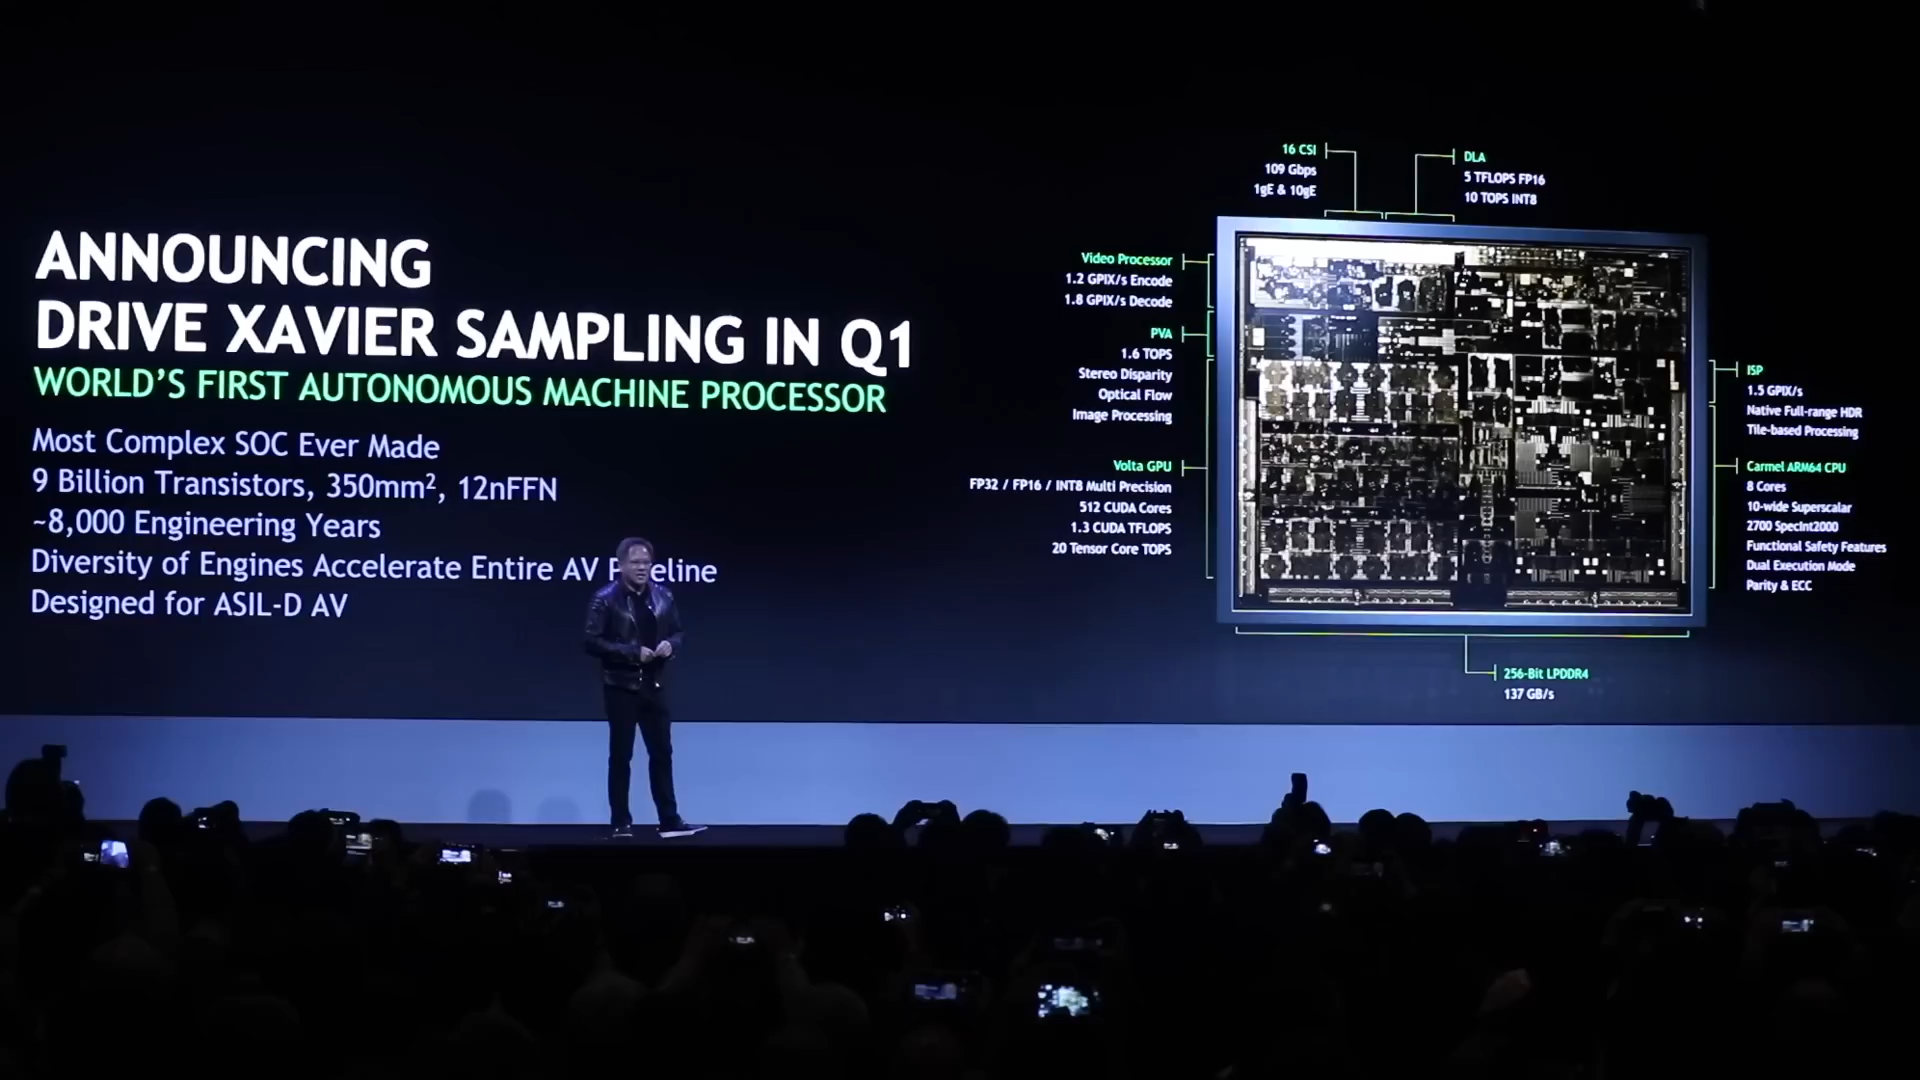 ANNOUNCING
DRIVE XAVIER SAMPLING IN Q1
WORLD'S FIRST AUTONOMOUS MACHINE PROCESSOR
Most Complex SOC Ever Made
9 Billion Transistors, 350mm², 12nFFN
~8,000 Engineering Years
Diversity of Engines Accelerate Entire AV P eline
Designed for ASIL-D AV
16 CSI
109 Gbps
1gE & 10gE
DLA
5 TFLOPS FP16
10 TOPS INT8
Video Processor
1.2 GPIX/s Encode
1.8 GPIX/s Decode
PVA
1.6 TOPS
Stereo Disparity
Optical Flow
Image Processing
Volta GPU
FP32 / FP16 / INT8 Multi Precision
512 CUDA Cores
1.3 CUDA TFLOPS
20 Tensor Core TOPS
ISP
1.5 GPIX/s
Native Full-range HDR
Tile-based Processing
Carmel ARM64 CPU
8 Cores
10-wide Superscalar
2700 SpecInt2000
Functional Safety Features
Dual Execution Mode
Parity & ECC
256-Bit LPDDR4
137 GB/s